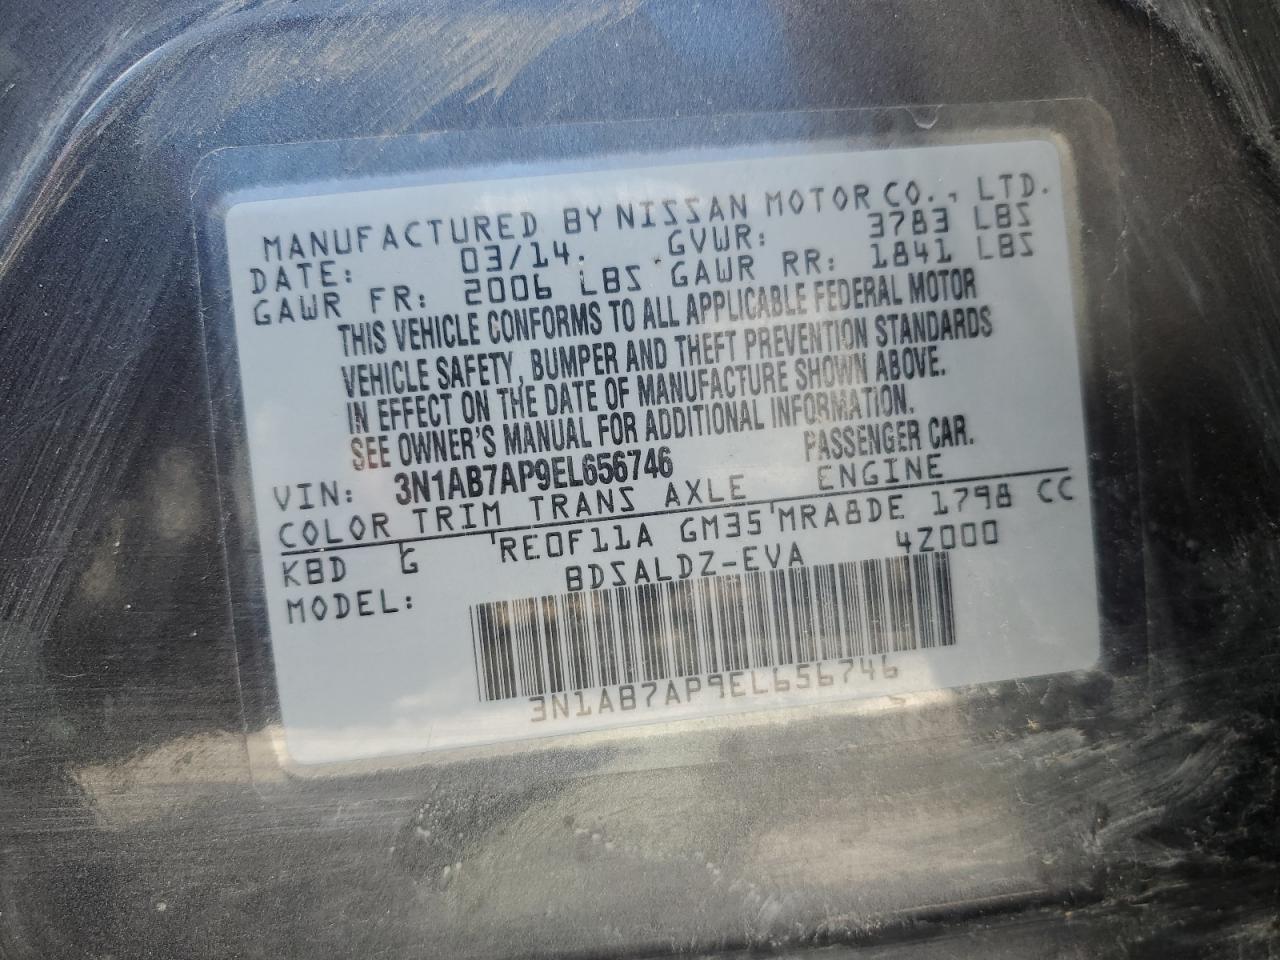 MANUFACTURED BY NISSAN MOTOR CO., LTD.
DATE: 03/14. GVWR: 3783 LBS
GAWR FR: 2006 LBS GAWR RR: 1841 LBS
THIS VEHICLE CONFORMS TO ALL APPLICABLE FEDERAL MOTOR
VEHICLE SAFETY, BUMPER AND THEFT PREVENTION STANDARDS
IN EFFECT ON THE DATE OF MANUFACTURE SHOWN ABOVE.
SEE OWNER'S MANUAL FOR ADDITIONAL INFORMATION.
VIN: 3N1AB7AP9EL656746 PASSENGER CAR.
COLOR TRIM TRANS AXLE ENGINE
KBD G RE0F11A GM35 MRA8DE 1798 CC
MODEL: BDSALDZ-EVA 4Z000
3N1AB7AP9EL656746
S